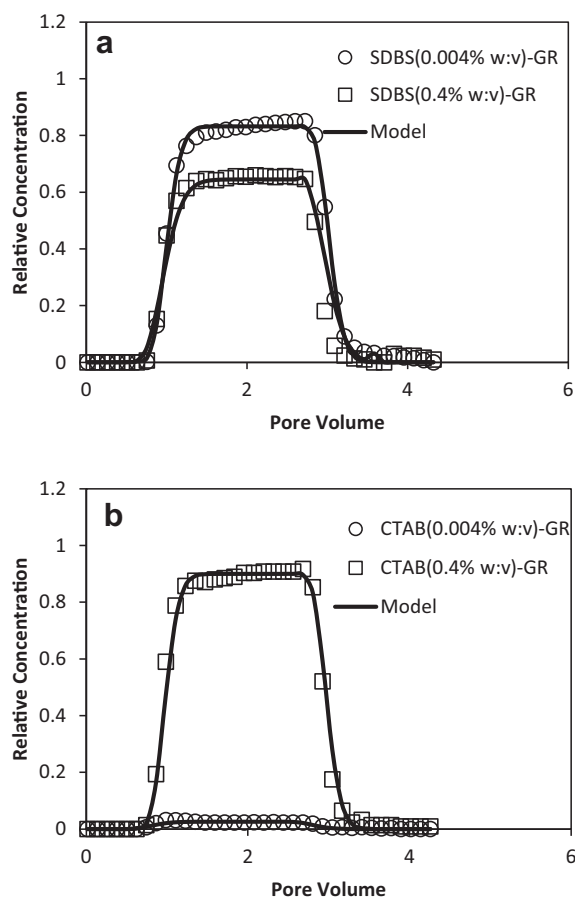 a
1.2
1
0.8
0.6
0.4
0.2
0
Relative Concentration
SDBS(0.004% w:v)-GR
SDBS(0.4% w:v)-GR
Model
0 2 4 6
Pore Volume
b
1.2
1
0.8
0.6
0.4
0.2
0
Relative Concentration
CTAB(0.004% w:v)-GR
CTAB(0.4% w:v)-GR
Model
0 2 4 6
Pore Volume